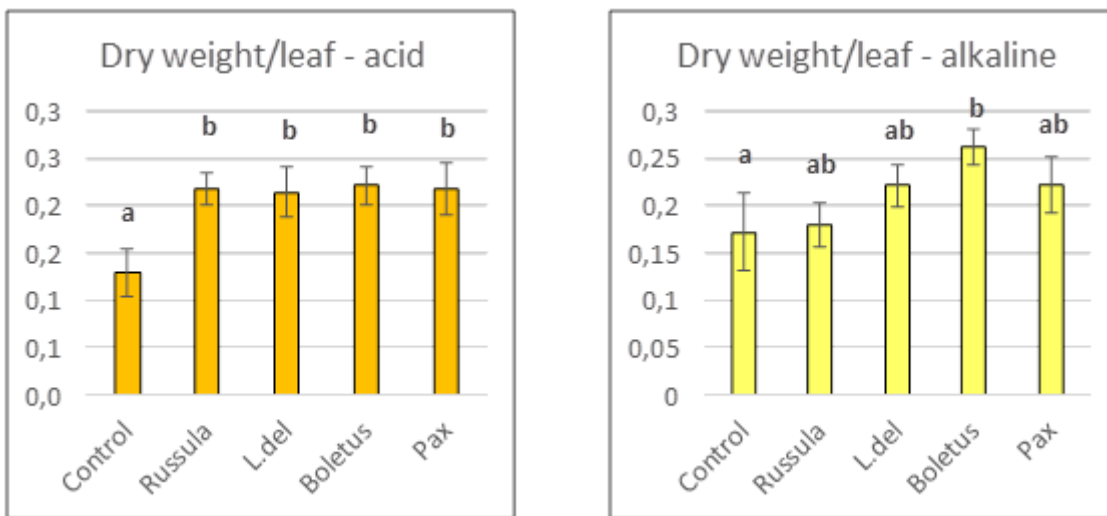 Dry weight/leaf - acid
0,3
0,3
0,2
0,2
0,1
0,1
0,0
a
b
b
b
b
Control
Russula
L.del
Boletus
Pax
Dry weight/leaf - alkaline
0,3
0,25
0,2
0,15
0,1
0,05
0
a
ab
ab
b
ab
Control
Russula
L.del
Boletus
Pax